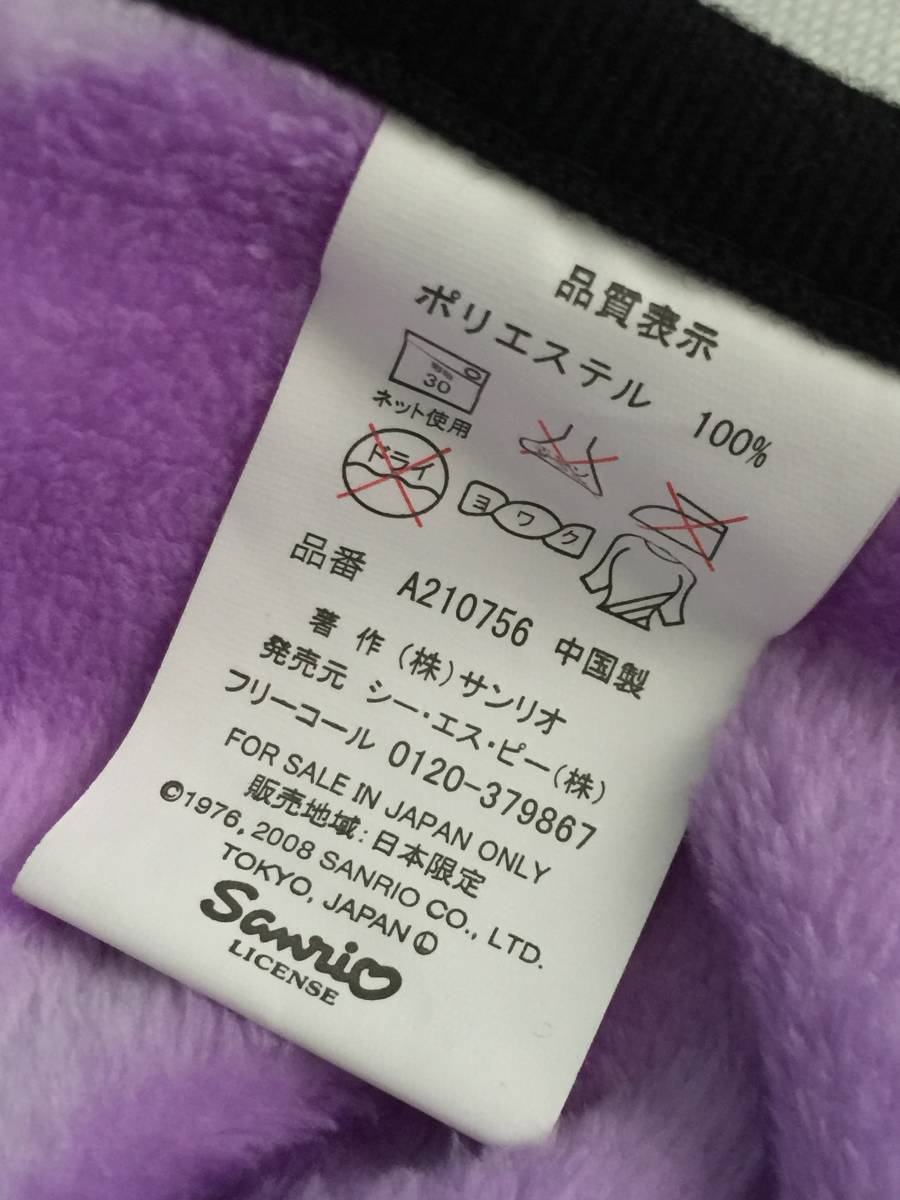 品質表示
ポリエステル 100%
30
ネット使用
ドライ
ヨワク
品番 A210756 中国製
著作 (株)サンリオ
発売元 シー・エス・ピー(株)
フリーコール 0120-379867
FOR SALE IN JAPAN ONLY
販売地域:日本限定
©1976, 2008 SANRIO CO., LTD.
TOKYO, JAPAN Ⓛ
Sanrio
LICENSE